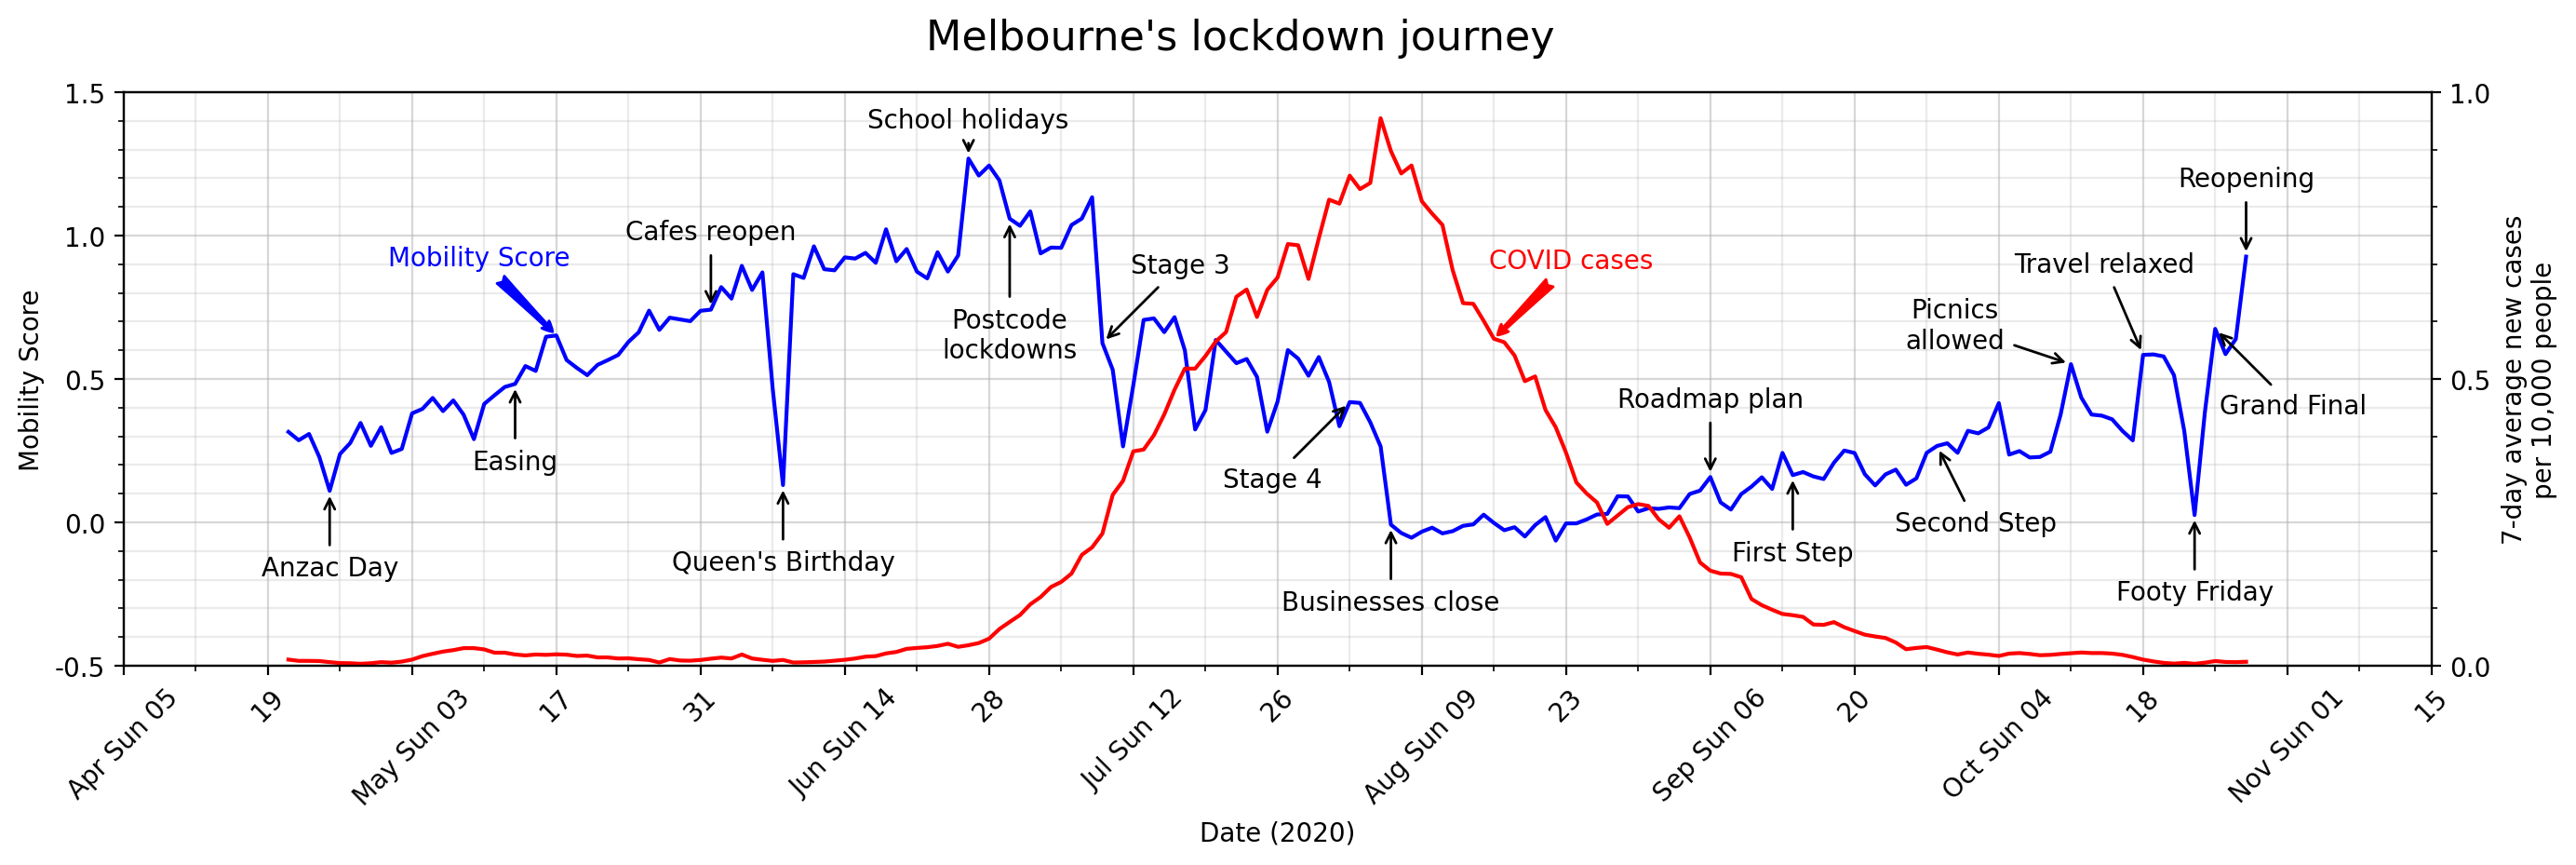 Melbourne's lockdown journey
1.5
1.0
0.5
0.0
-0.5
Mobility Score
1.0
0.5
0.0
7-day average new cases
per 10,000 people
School holidays
Reopening
Cafes reopen
Mobility Score
Stage 3
COVID cases
Travel relaxed
Picnics
allowed
Postcode
lockdowns
Roadmap plan
Grand Final
Easing
Stage 4
Second Step
First Step
Anzac Day
Queen's Birthday
Businesses close
Footy Friday
Apr Sun 05
19
May Sun 03
17
31
Jun Sun 14
28
Jul Sun 12
26
Aug Sun 09
23
Sep Sun 06
20
Oct Sun 04
18
Nov Sun 01
15
Date (2020)